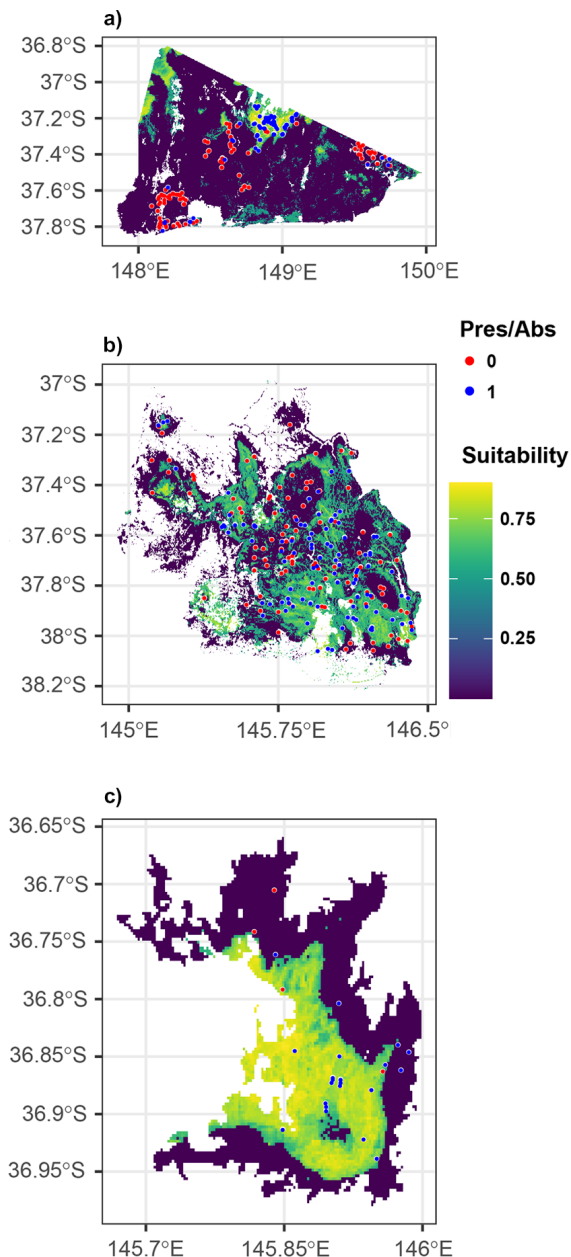 a)
36.8°S
37°S
37.2°S
37.4°S
37.6°S
37.8°S
148°E
149°E
150°E
b)
37°S
37.2°S
37.4°S
37.6°S
37.8°S
38°S
38.2°S
145°E
145.75°E
146.5°
Pres/Abs
0
1
Suitability
0.75
0.50
0.25
c)
36.65°S
36.7°S
36.75°S
36.8°S
36.85°S
36.9°S
36.95°S
145.7°E
145.85°E
146°E